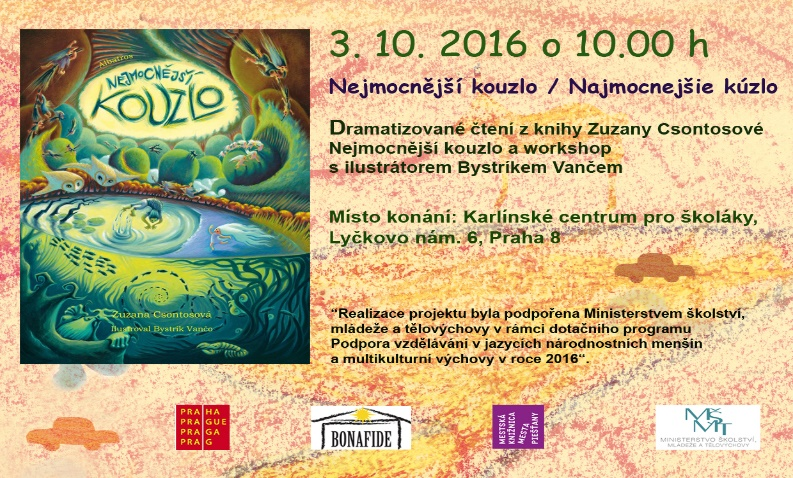 3. 10. 2016 o 10.00 h
Nejmocnější kouzlo / Najmocnejšie kúzlo
Albatros
NEJMOCNĚJŠÍ
KOUZLO
Zuzana Csontosová
Ilustroval Bystrík Vančo
Dramatizované čtení z knihy Zuzany Csontosové
Nejmocnější kouzlo a workshop
s ilustrátorem Bystríkem Vančem
Místo konání: Karlínské centrum pro školáky,
Lyčkovo nám. 6, Praha 8
“Realizace projektu byla podpořena Ministerstvem školství,
mládeže a tělovýchovy v rámci dotačního programu
Podpora vzdělávání v jazycích národnostních menšin
a multikulturní výchovy v roce 2016“.
PRAHA
PRAGUE
PRAGA
PRAG
BONAFIDE
MESTSKÁ
KNIŽNICA
MESTA
PIEŠŤANY
MŠMT
MINISTERSTVO ŠKOLSTVÍ,
MLÁDEŽE A TĚLOVÝCHOVY